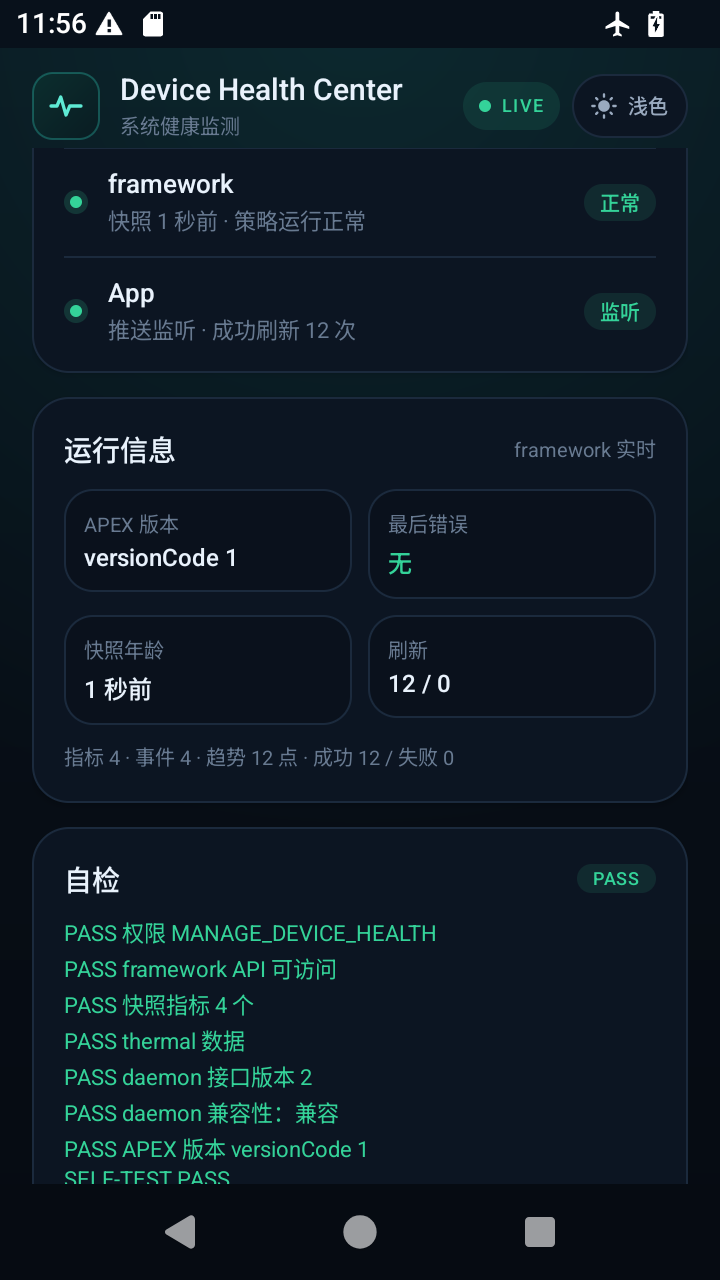 11:56
Device Health Center
系统健康监测
LIVE
浅色
framework
快照 1 秒前 · 策略运行正常
正常
App
推送监听 · 成功刷新 12 次
监听
运行信息
framework 实时
APEX 版本
versionCode 1
最后错误
无
快照年龄
1 秒前
刷新
12 / 0
指标 4 · 事件 4 · 趋势 12 点 · 成功 12 / 失败 0
自检
PASS
PASS 权限 MANAGE_DEVICE_HEALTH
PASS framework API 可访问
PASS 快照指标 4 个
PASS thermal 数据
PASS daemon 接口版本 2
PASS daemon 兼容性：兼容
PASS APEX 版本 versionCode 1
SELF-TEST PASS